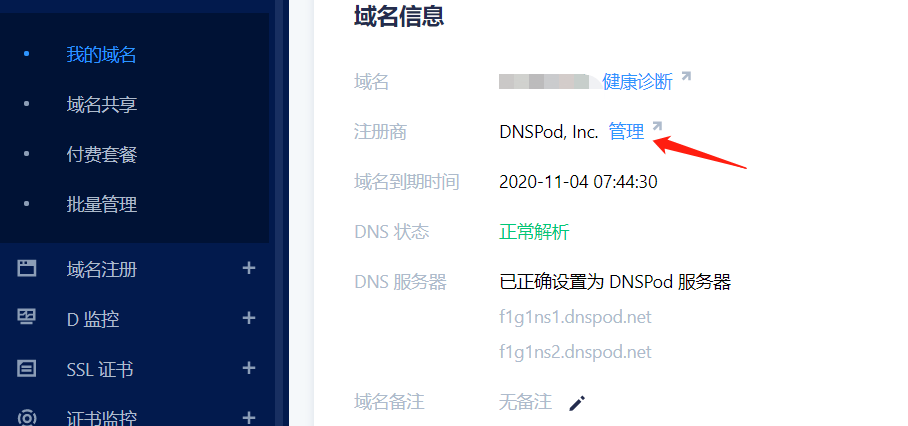 我的域名
域名共享
付费套餐
批量管理
域名注册
D 监控
SSL 证书
证书监控
域名信息
域名 健康诊断
注册商 DNSPod, Inc. 管理
域名到期时间 2020-11-04 07:44:30
DNS 状态 正常解析
DNS 服务器 已正确设置为 DNSPod 服务器
f1g1ns1.dnspod.net
f1g1ns2.dnspod.net
域名备注 无备注